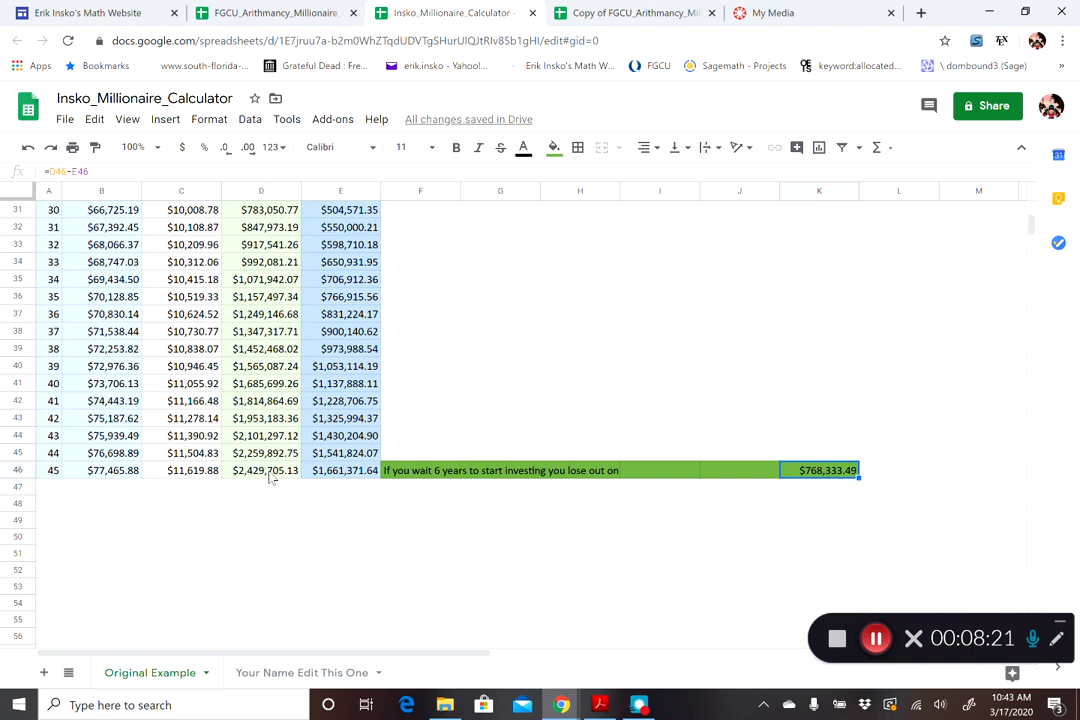 Erik Insko's Math Website
FGCU_Arithmancy_Millionaire_
Insko_Millionaire_Calculator -
Copy of FGCU_Arithmancy_Mil
My Media
docs.google.com/spreadsheets/d/1E7jruu7a-b2m0WhZTqdUDVTgSHurUlQJtRIv85b1gHI/edit#gid=0
Apps Bookmarks www.south-florida-... Grateful Dead : Fre... erik.insko - Yahoo!... Erik Insko's Math W... FGCU Sagemath - Projects keyword:allocated... \ dombound3 (Sage) »
Insko_Millionaire_Calculator
Share
File Edit View Insert Format Data Tools Add-ons Help All changes saved in Drive
100% $ % .0 .00 123 Calibri 11 B I S A
fx =D46-E46
A B C D E F G H I J K L M
31 30 $66,725.19 $10,008.78 $783,050.77 $504,571.35
32 31 $67,392.45 $10,108.87 $847,973.19 $550,000.21
33 32 $68,066.37 $10,209.96 $917,541.26 $598,710.18
34 33 $68,747.03 $10,312.06 $992,081.21 $650,931.95
35 34 $69,434.50 $10,415.18 $1,071,942.07 $706,912.36
36 35 $70,128.85 $10,519.33 $1,157,497.34 $766,915.56
37 36 $70,830.14 $10,624.52 $1,249,146.68 $831,224.17
38 37 $71,538.44 $10,730.77 $1,347,317.71 $900,140.62
39 38 $72,253.82 $10,838.07 $1,452,468.02 $973,988.54
40 39 $72,976.36 $10,946.45 $1,565,087.24 $1,053,114.19
41 40 $73,706.13 $11,055.92 $1,685,699.26 $1,137,888.11
42 41 $74,443.19 $11,166.48 $1,814,864.69 $1,228,706.75
43 42 $75,187.62 $11,278.14 $1,953,183.36 $1,325,994.37
44 43 $75,939.49 $11,390.92 $2,101,297.12 $1,430,204.90
45 44 $76,698.89 $11,504.83 $2,259,892.75 $1,541,824.07
46 45 $77,465.88 $11,619.88 $2,429,705.13 $1,661,371.64 If you wait 6 years to start investing you lose out on $768,333.49
47
48
49
50
51
52
53
54
55
56
00:08:21
Original Example Your Name Edit This One
Type here to search
10:43 AM
3/17/2020
3